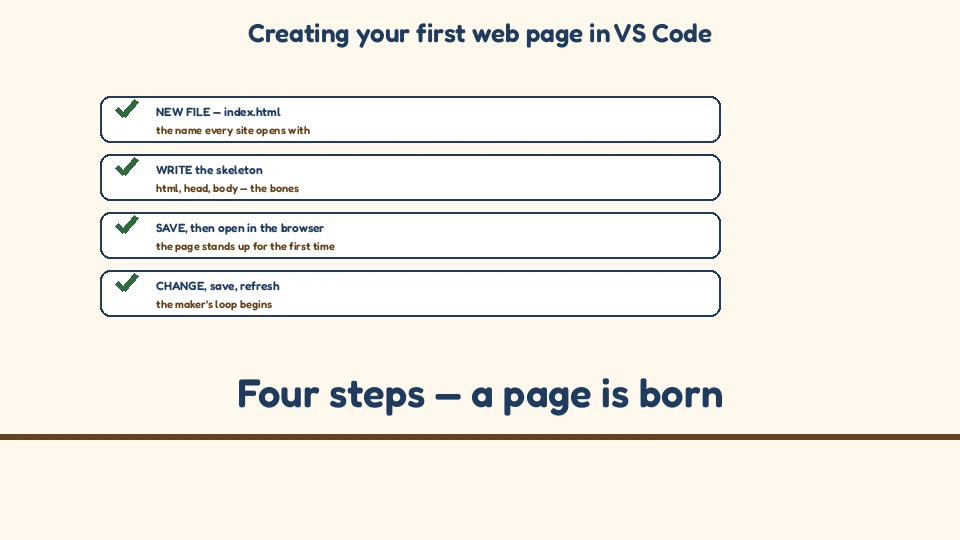 Creating your first web page in VS Code
NEW FILE – index.html
the name every site opens with
WRITE the skeleton
html, head, body – the bones
SAVE, then open in the browser
the page stands up for the first time
CHANGE, save, refresh
the maker's loop begins
Four steps – a page is born